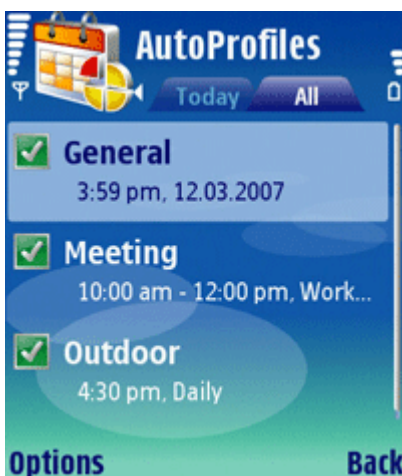 AutoProfiles
Today All
General
3:59 pm, 12.03.2007
Meeting
10:00 am - 12:00 pm, Work...
Outdoor
4:30 pm, Daily
Options Back